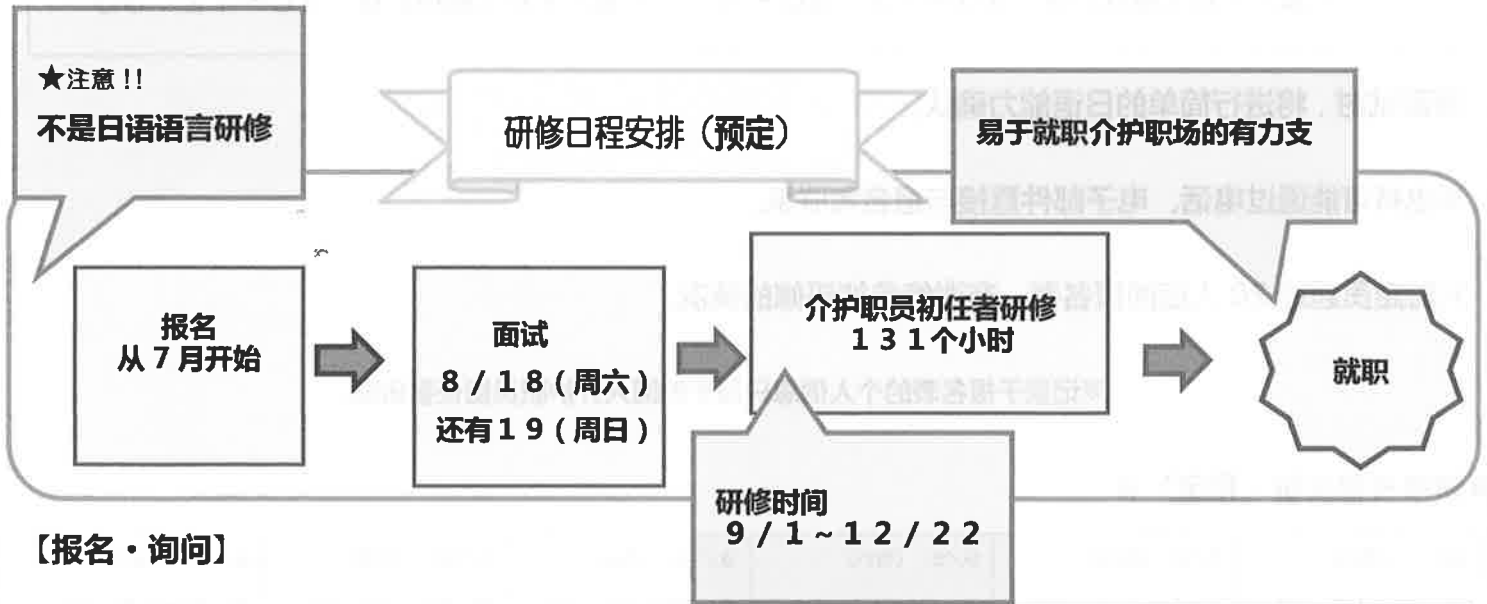 ★注意!!
不是日语语言研修
研修日程安排（预定）
易于就职介护职场的有力支
报名
从７月开始
面试
８/１８（周六）
还有１９（周日）
介护职员初任者研修
１３１个小时
就职
研修时间
９/１~１２/２２
【报名・询问】